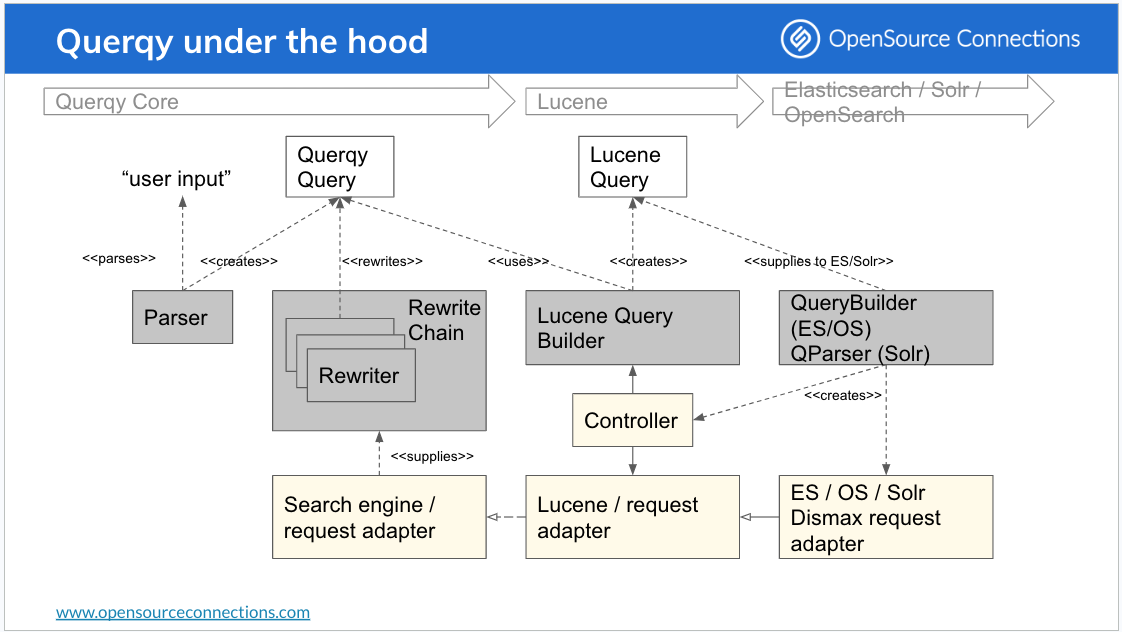 Querqy under the hood
OpenSource Connections
Querqy Core
Lucene
Elasticsearch / Solr /
OpenSearch
Querqy
Query
Lucene
Query
“user input”
<<parses>>
<<creates>>
<<rewrites>>
<<uses>>
<<creates>>
<<supplies to ES/Solr>>
Parser
Rewrite
Chain
Rewriter
Lucene Query
Builder
QueryBuilder
(ES/OS)
QParser (Solr)
<<creates>>
Controller
<<supplies>>
Search engine /
request adapter
Lucene / request
adapter
ES / OS / Solr
Dismax request
adapter
www.opensourceconnections.com